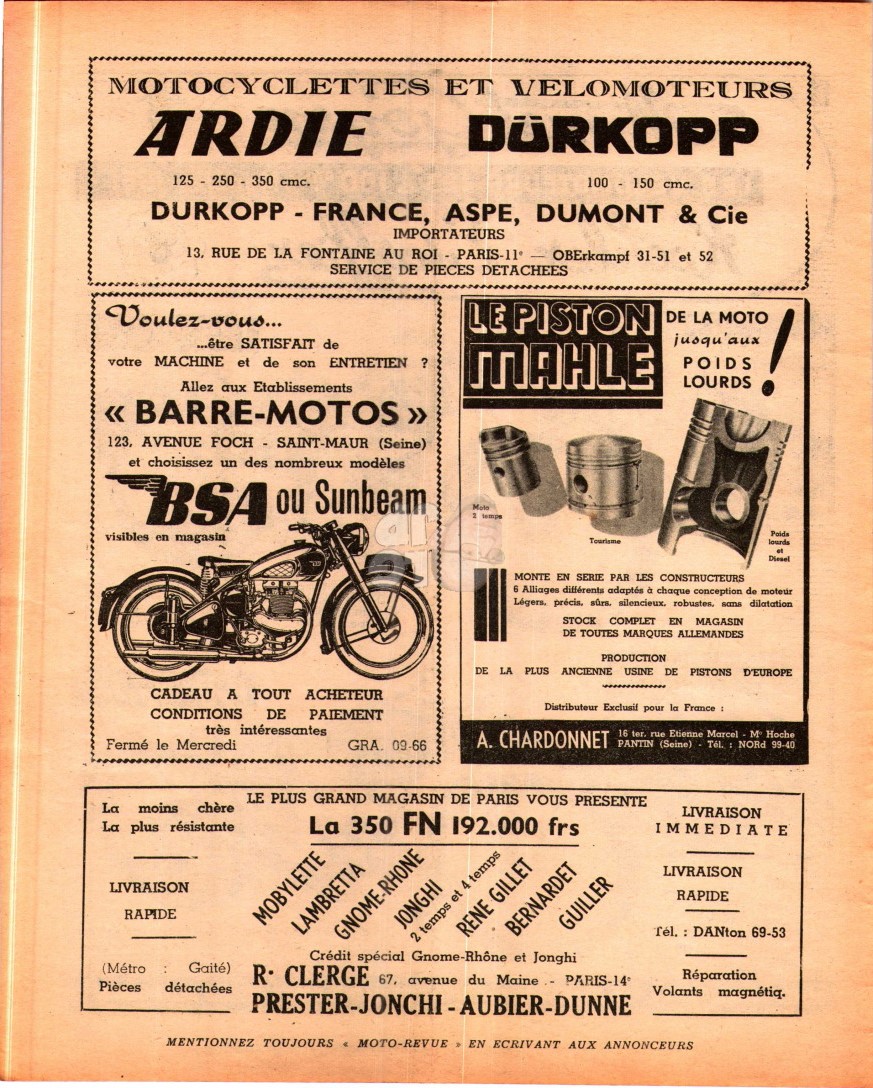 MOTOCYCLETTES ET VELOMOTEURS
ARDIE
DÜRKOPP
125 - 250 - 350 cmc.
100 - 150 cmc.
DURKOPP - FRANCE, ASPE, DUMONT & Cie
IMPORTATEURS
13, RUE DE LA FONTAINE AU ROI - PARIS-11e — OBErkampf 31-51 et 52
SERVICE DE PIECES DETACHEES
Voulez-vous...
...être SATISFAIT de
votre MACHINE et de son ENTRETIEN ?
Allez aux Etablissements
« BARRE-MOTOS »
123, AVENUE FOCH - SAINT-MAUR (Seine)
et choisissez un des nombreux modèles
BSA ou Sunbeam
visibles en magasin
CADEAU A TOUT ACHETEUR
CONDITIONS DE PAIEMENT
très intéressantes
Fermé le Mercredi GRA. 09-66
LE PISTON
MAHLE
DE LA MOTO
jusqu'aux
POIDS
LOURDS !
Moto
2 temps
Tourisme
Poids
lourds
et
Diesel
MONTE EN SERIE PAR LES CONSTRUCTEURS
6 Alliages différents adaptés à chaque conception de moteur
Légers, précis, sûrs, silencieux, robustes, sans dilatation
STOCK COMPLET EN MAGASIN
DE TOUTES MARQUES ALLEMANDES
PRODUCTION
DE LA PLUS ANCIENNE USINE DE PISTONS D'EUROPE
Distributeur Exclusif pour la France :
A. CHARDONNET
16 ter, rue Etienne Marcel - Mo Hoche
PANTIN (Seine) - Tél. : NORd 99-40
LE PLUS GRAND MAGASIN DE PARIS VOUS PRESENTE
La 350 FN 192.000 frs
La moins chère
La plus résistante
LIVRAISON
RAPIDE
(Métro : Gaité)
Pièces détachées
MOBYLETTE
LAMBRETTA
GNOME-RHONE
JONGHI
2 temps et 4 temps
RENE GILLET
BERNARDET
GUILLER
Crédit spécial Gnome-Rhône et Jonghi
R. CLERGE 67, avenue du Maine - PARIS-14e
PRESTER-JONCHI-AUBIER-DUNNE
LIVRAISON
IMMEDIATE
LIVRAISON
RAPIDE
Tél. : DANton 69-53
Réparation
Volants magnétiq.
MENTIONNEZ TOUJOURS « MOTO-REVUE » EN ECRIVANT AUX ANNONCEURS